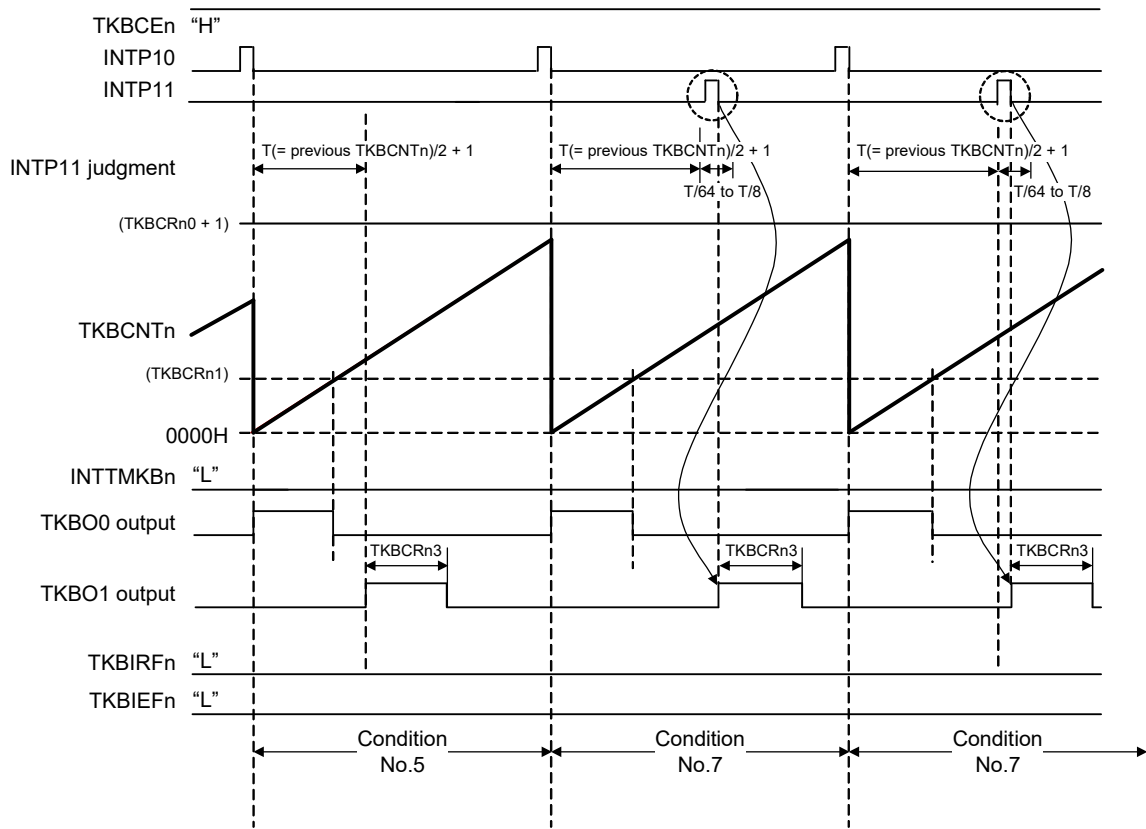 TKBCEn "H"
INTP10
INTP11
T(= previous TKBCNTn)/2 + 1
T(= previous TKBCNTn)/2 + 1
T(= previous TKBCNTn)/2 + 1
INTP11 judgment
T/64 to T/8
T/64 to T/8
(TKBCRn0 + 1)
TKBCNTn
(TKBCRn1)
0000H
INTTMKBn "L"
TKBO0 output
TKBCRn3
TKBCRn3
TKBCRn3
TKBO1 output
TKBIRFn "L"
TKBIEFn "L"
Condition
No.5
Condition
No.7
Condition
No.7